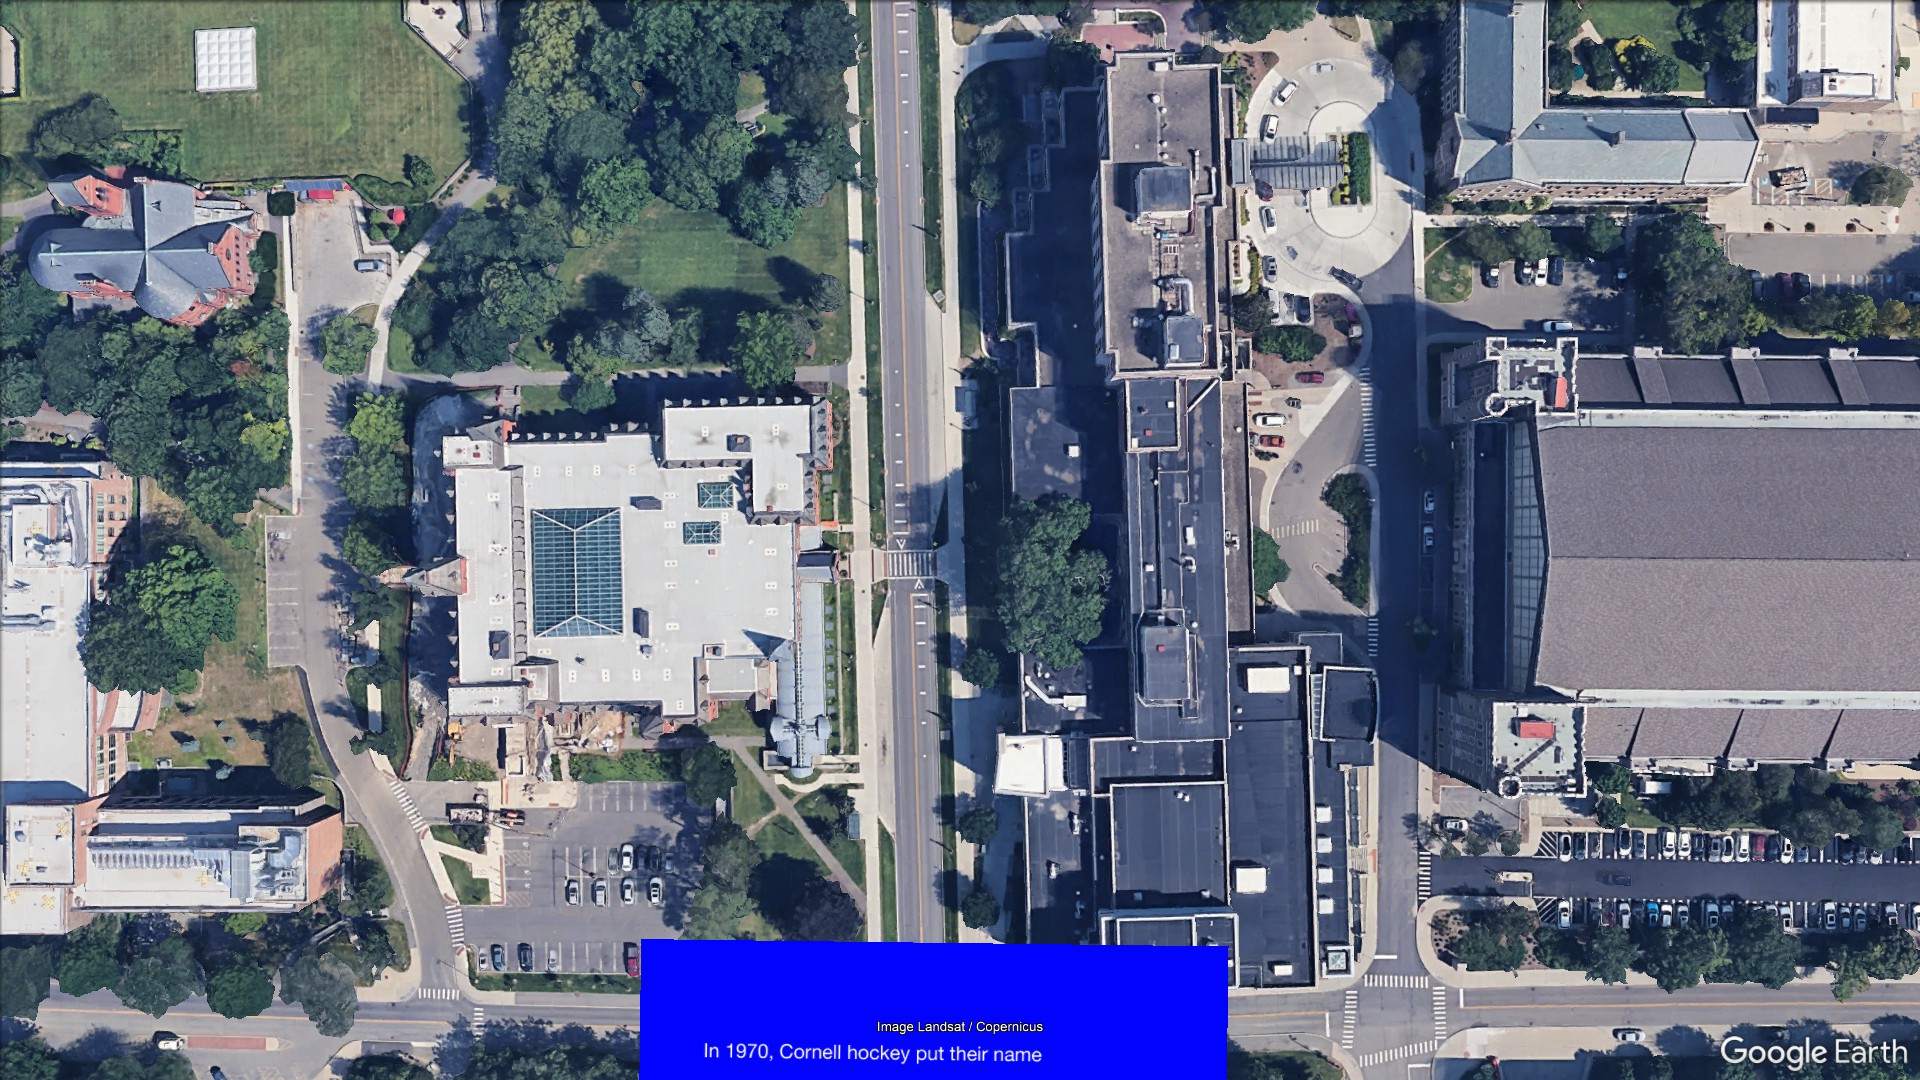 Image Landsat / Copernicus
In 1970, Cornell hockey put their name
Google Earth